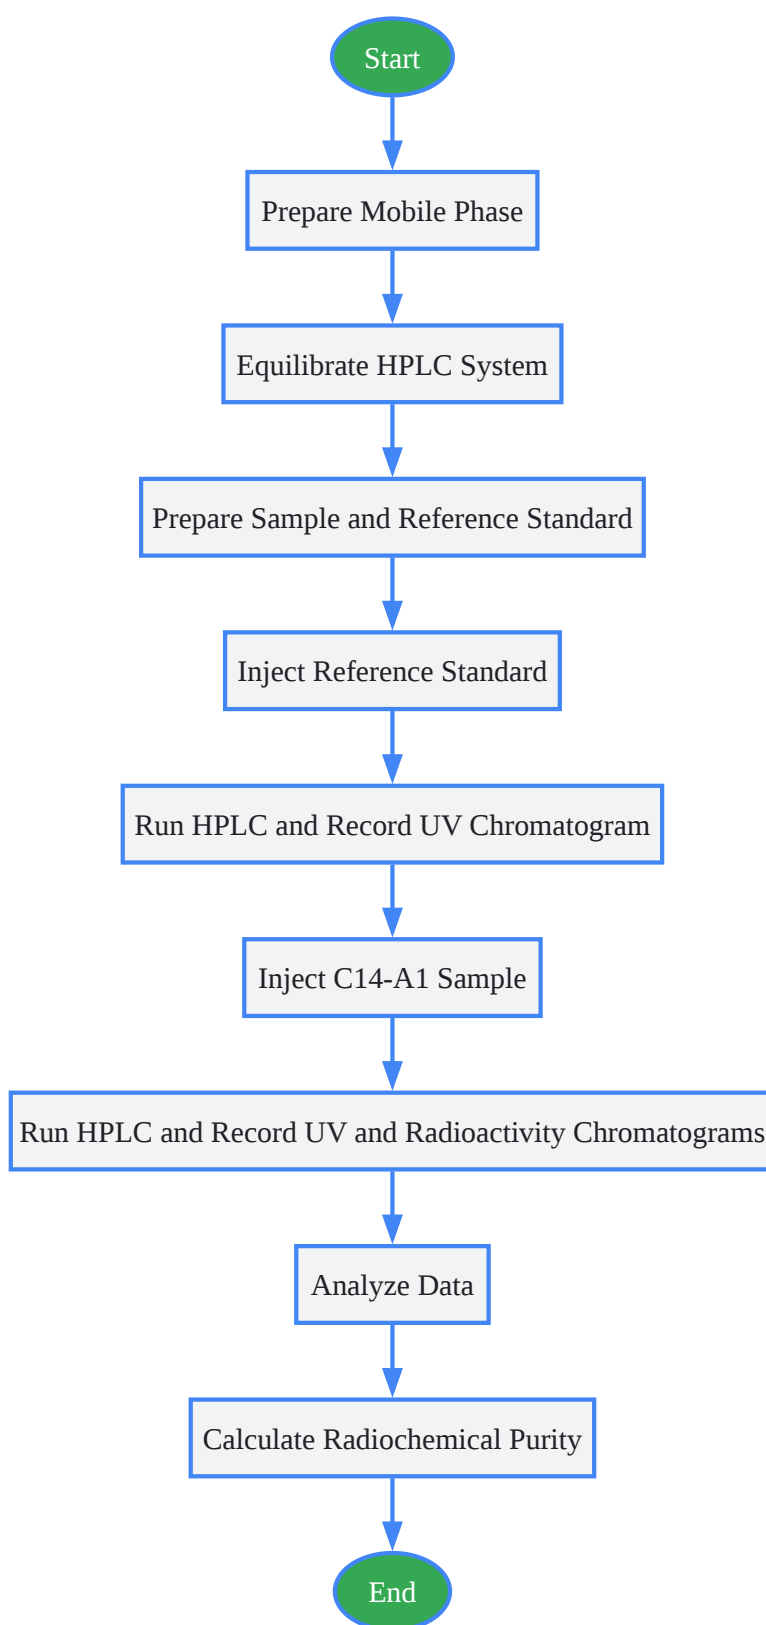 Start
Prepare Mobile Phase
Equilibrate HPLC System
Prepare Sample and Reference Standard
Inject Reference Standard
Run HPLC and Record UV Chromatogram
Inject C14-A1 Sample
Run HPLC and Record UV and Radioactivity Chromatograms
Analyze Data
Calculate Radiochemical Purity
End